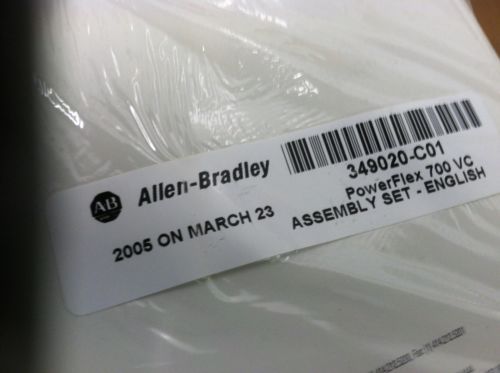 AB Allen-Bradley
349020-C01
PowerFlex 700 VC
2005 ON MARCH 23
ASSEMBLY SET - ENGLISH